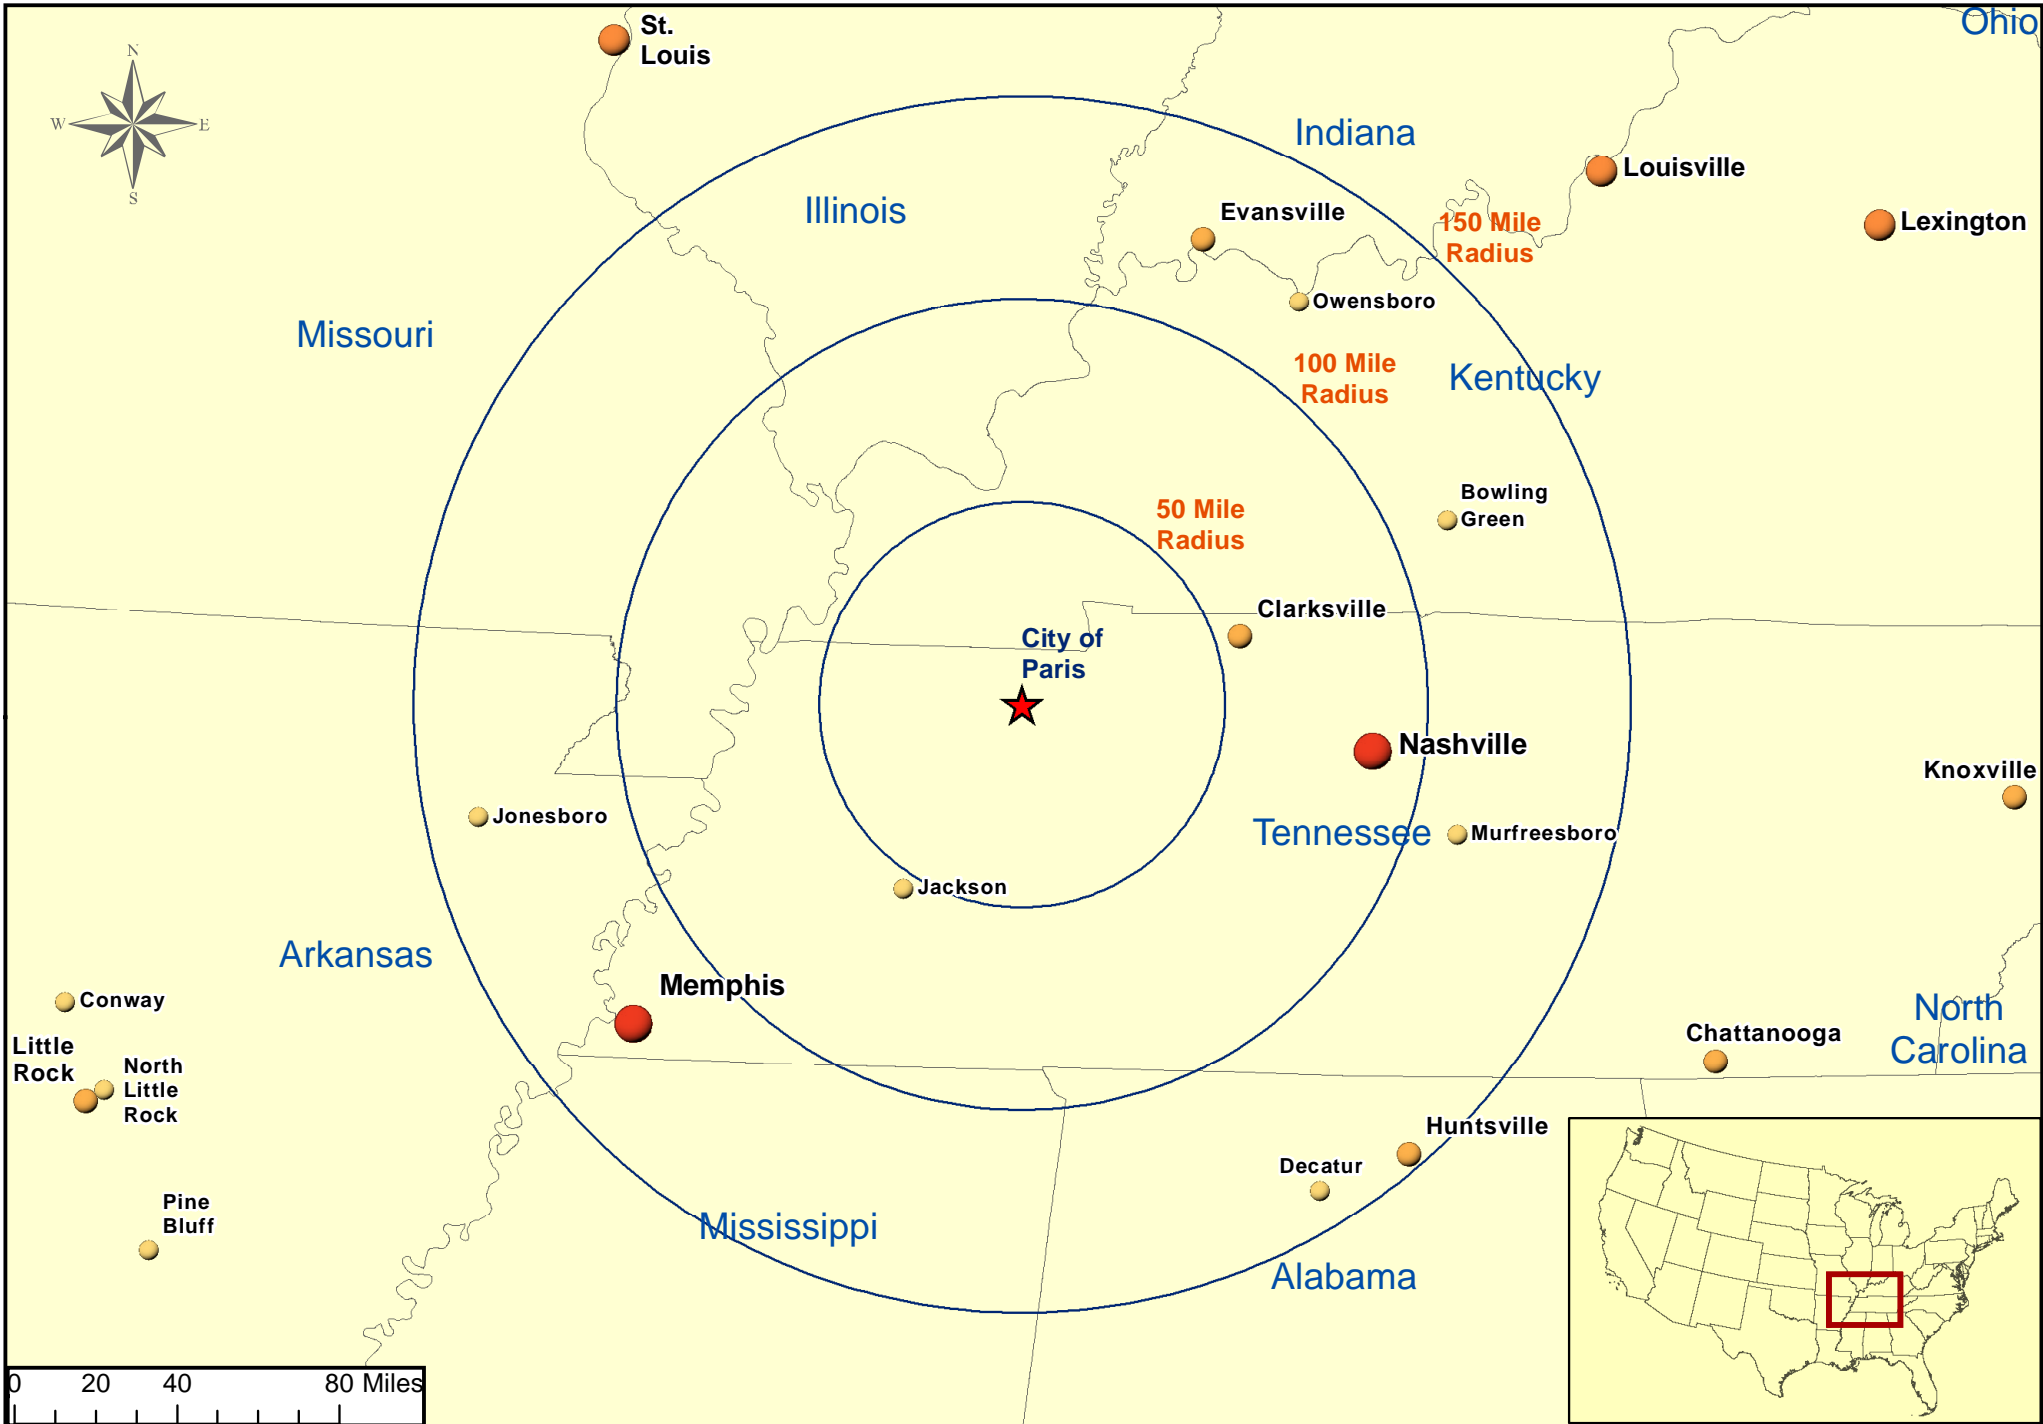 Ohio
St.
Louis
N
W
E
S
Indiana
Louisville
Illinois
Evansville
150 Mile
Radius
Lexington
Owensboro
Missouri
100 Mile
Radius
Kentucky
Bowling
Green
50 Mile
Radius
Clarksville
City of
Paris
Nashville
Knoxville
Jonesboro
Tennessee
Murfreesboro
Jackson
Arkansas
Memphis
Conway
North
Carolina
Chattanooga
Little
Rock
North
Little
Rock
Huntsville
Decatur
Pine
Bluff
Mississippi
Alabama
0 20 40 80 Miles